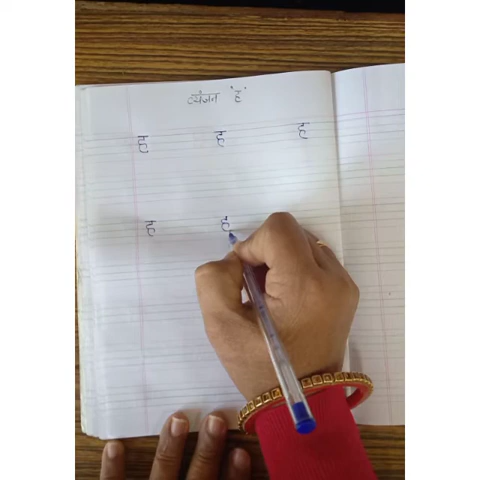 व्यंजन 'ह'
ह ह ह
ह ह